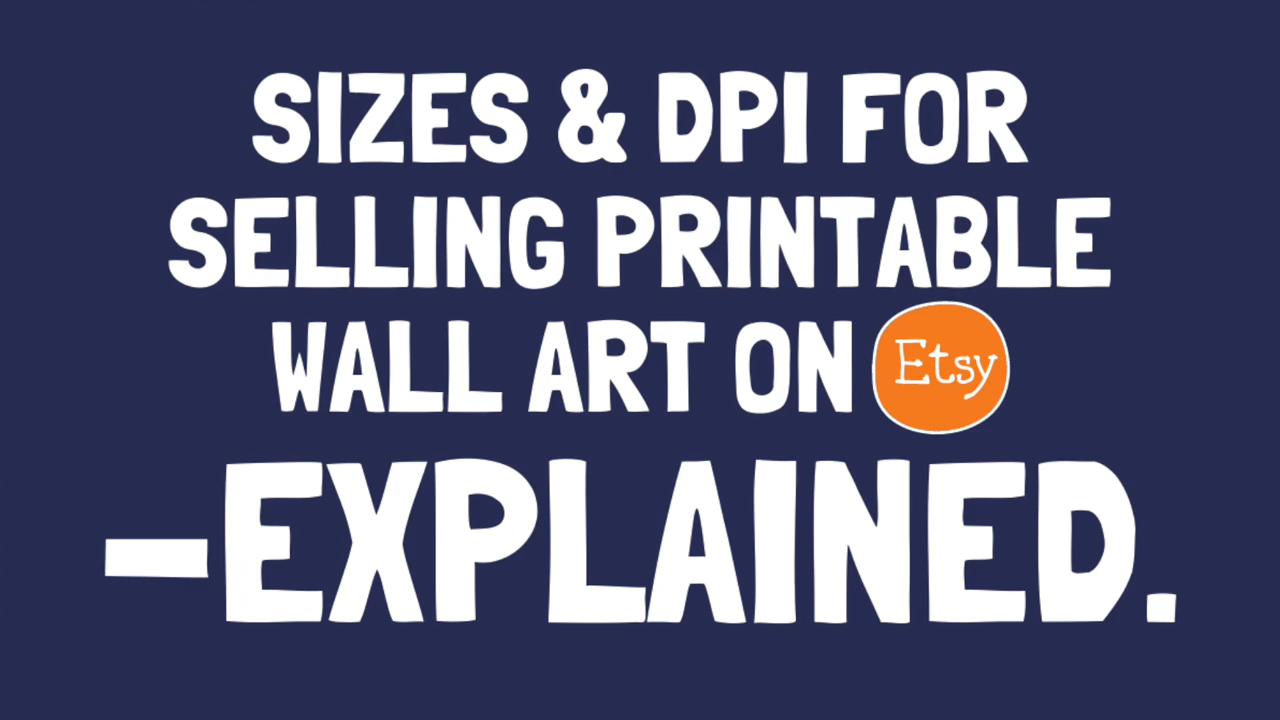 SIZES & DPI FOR
SELLING PRINTABLE
WALL ART ON Etsy
–EXPLAINED.